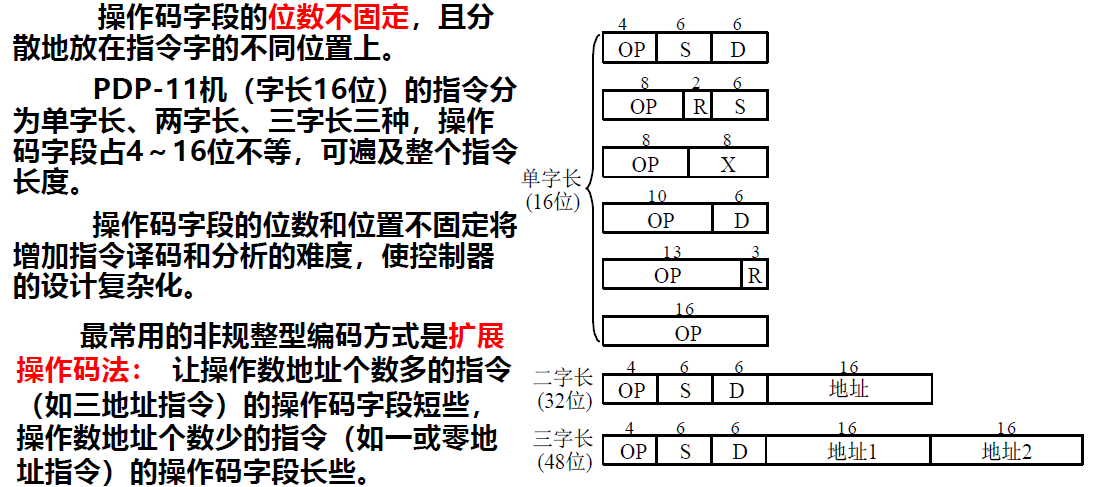 操作码字段的位数不固定，且分
散地放在指令字的不同位置上。
PDP-11机（字长16位）的指令分
为单字长、两字长、三字长三种，操作
码字段占4～16位不等，可遍及整个指令
长度。
操作码字段的位数和位置不固定将
增加指令译码和分析的难度，使控制器
的设计复杂化。
最常用的非规整型编码方式是扩展
操作码法： 让操作数地址个数多的指令
（如三地址指令）的操作码字段短些，
操作数地址个数少的指令（如一或零地
址指令）的操作码字段长些。
单字长
(16位)
4 6 6
OP S D
8 2 6
OP R S
8 8
OP X
10 6
OP D
13 3
OP R
16
OP
二字长
(32位)
4 6 6 16
OP S D 地址
三字长
(48位)
4 6 6 16 16
OP S D 地址1 地址2